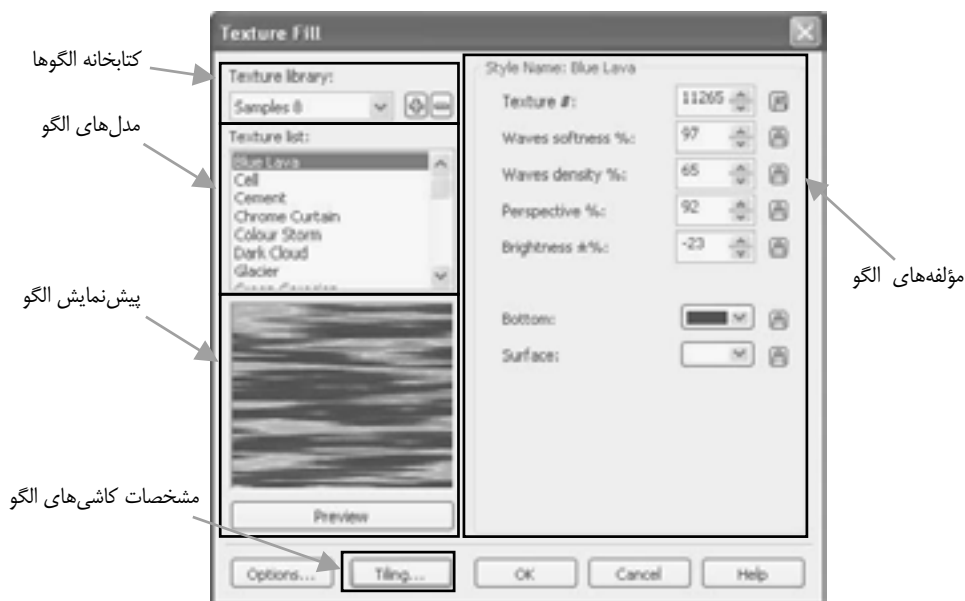 Texture Fill
کتابخانه الگوها
Texture library:
Samples 8
مدل‌های الگو
Texture list:
Blue Lava
Cell
Cement
Chrome Curtain
Colour Storm
Dark Cloud
Glacier
پیش‌نمایش الگو
Preview
مشخصات کاشی‌های الگو
Style Name: Blue Lava
Texture #: 11265
Waves softness %: 97
Waves density %: 65
Perspective %: 92
Brightness ±%: -23
Bottom:
Surface:
مؤلفه‌های الگو
Options... Tiling... OK Cancel Help